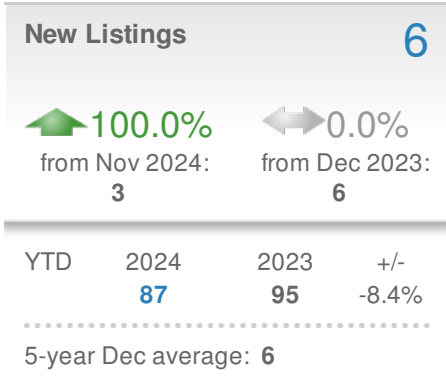 New Listings 6
100.0% 0.0%
from Nov 2024: from Dec 2023:
3 6
YTD 2024 2023 +/-
87 95 -8.4%
5-year Dec average: 6